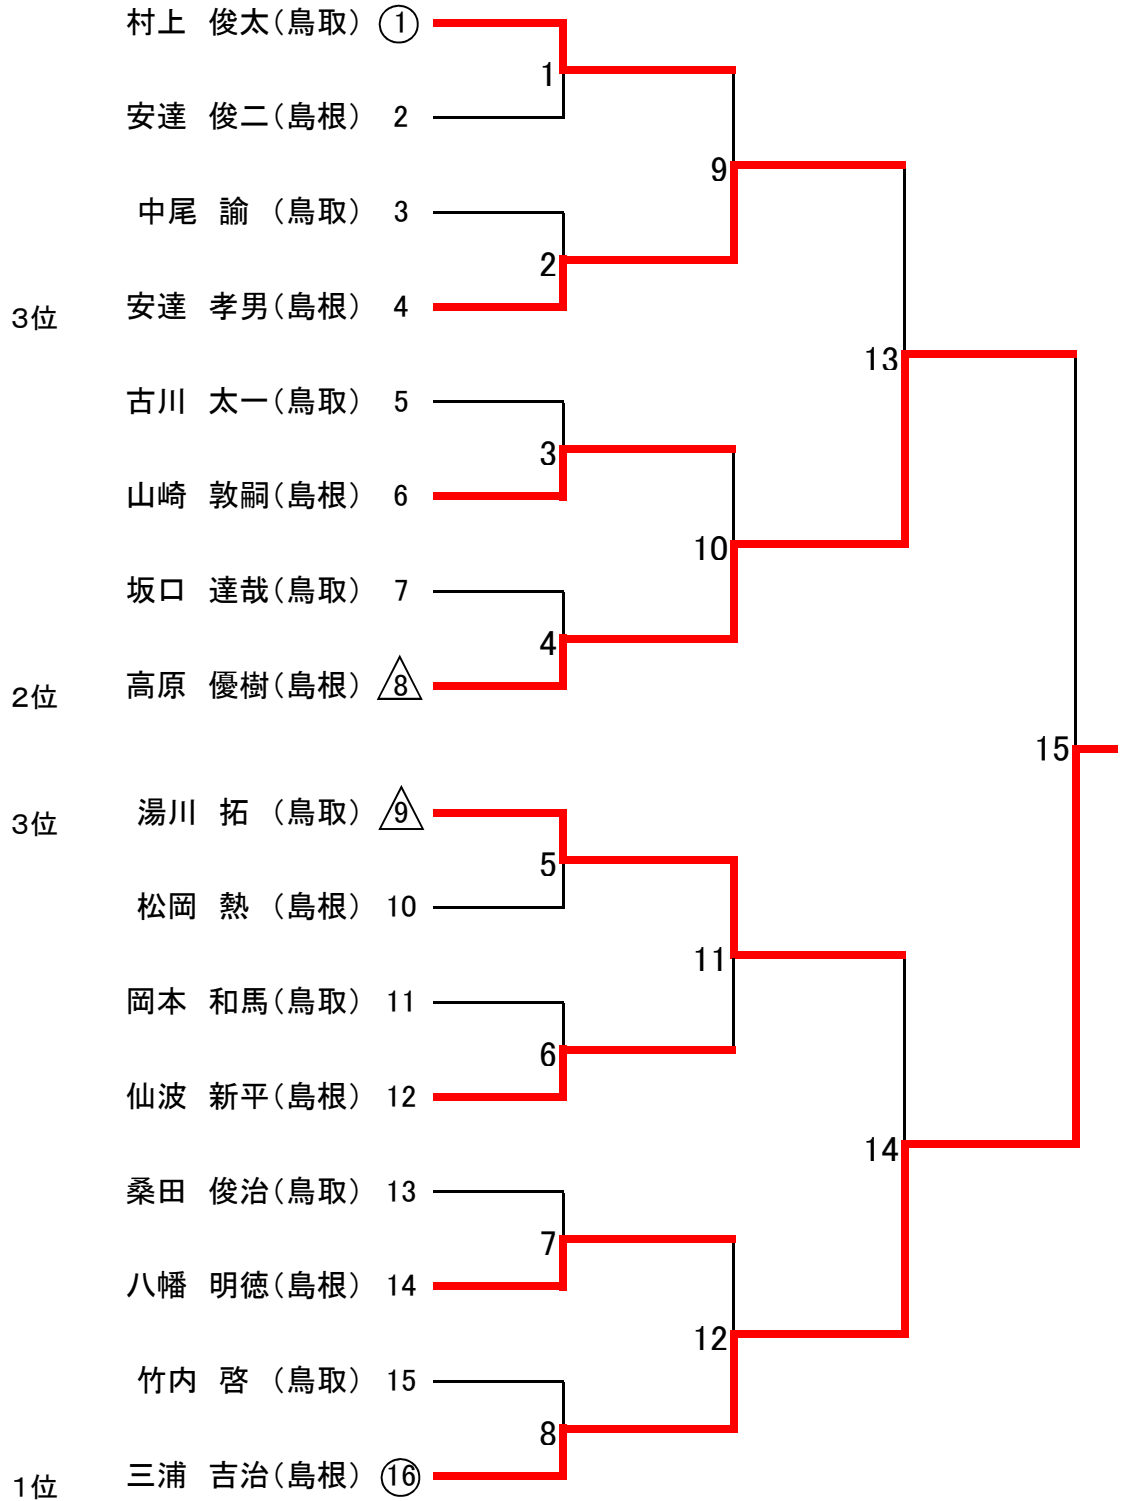 村上 俊太(鳥取) 1
1
安達 俊二(島根) 2
9
中尾 諭 (鳥取) 3
2
3位 安達 孝男(島根) 4
13
古川 太一(鳥取) 5
3
山崎 敦嗣(島根) 6
10
坂口 達哉(鳥取) 7
4
2位 高原 優樹(島根) 8
15
3位 湯川 拓 (鳥取) 9
5
松岡 熱 (島根) 10
11
岡本 和馬(鳥取) 11
6
仙波 新平(島根) 12
14
桑田 俊治(鳥取) 13
7
八幡 明徳(島根) 14
12
竹内 啓 (鳥取) 15
8
1位 三浦 吉治(島根) 16